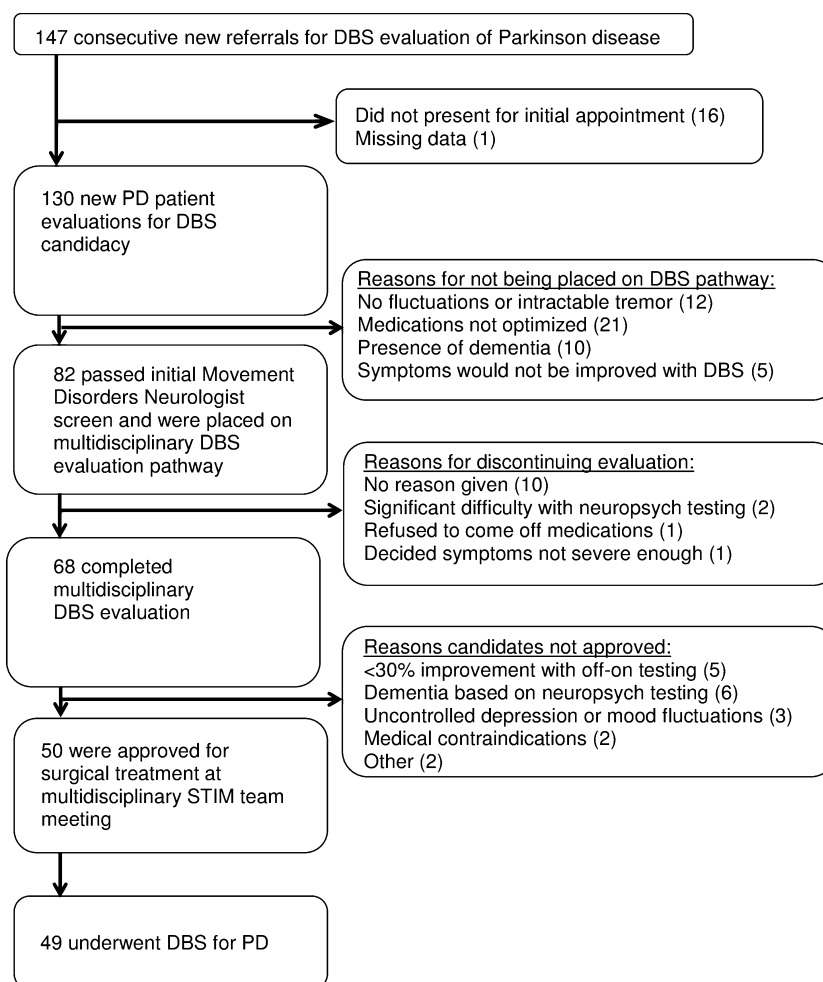 147 consecutive new referrals for DBS evaluation of Parkinson disease
Did not present for initial appointment (16)
Missing data (1)
130 new PD patient
evaluations for DBS
candidacy
Reasons for not being placed on DBS pathway:
No fluctuations or intractable tremor (12)
Medications not optimized (21)
Presence of dementia (10)
Symptoms would not be improved with DBS (5)
82 passed initial Movement
Disorders Neurologist
screen and were placed on
multidisciplinary DBS
evaluation pathway
Reasons for discontinuing evaluation:
No reason given (10)
Significant difficulty with neuropsych testing (2)
Refused to come off medications (1)
Decided symptoms not severe enough (1)
68 completed
multidisciplinary
DBS evaluation
Reasons candidates not approved:
<30% improvement with off-on testing (5)
Dementia based on neuropsych testing (6)
Uncontrolled depression or mood fluctuations (3)
Medical contraindications (2)
Other (2)
50 were approved for
surgical treatment at
multidisciplinary STIM team
meeting
49 underwent DBS for PD